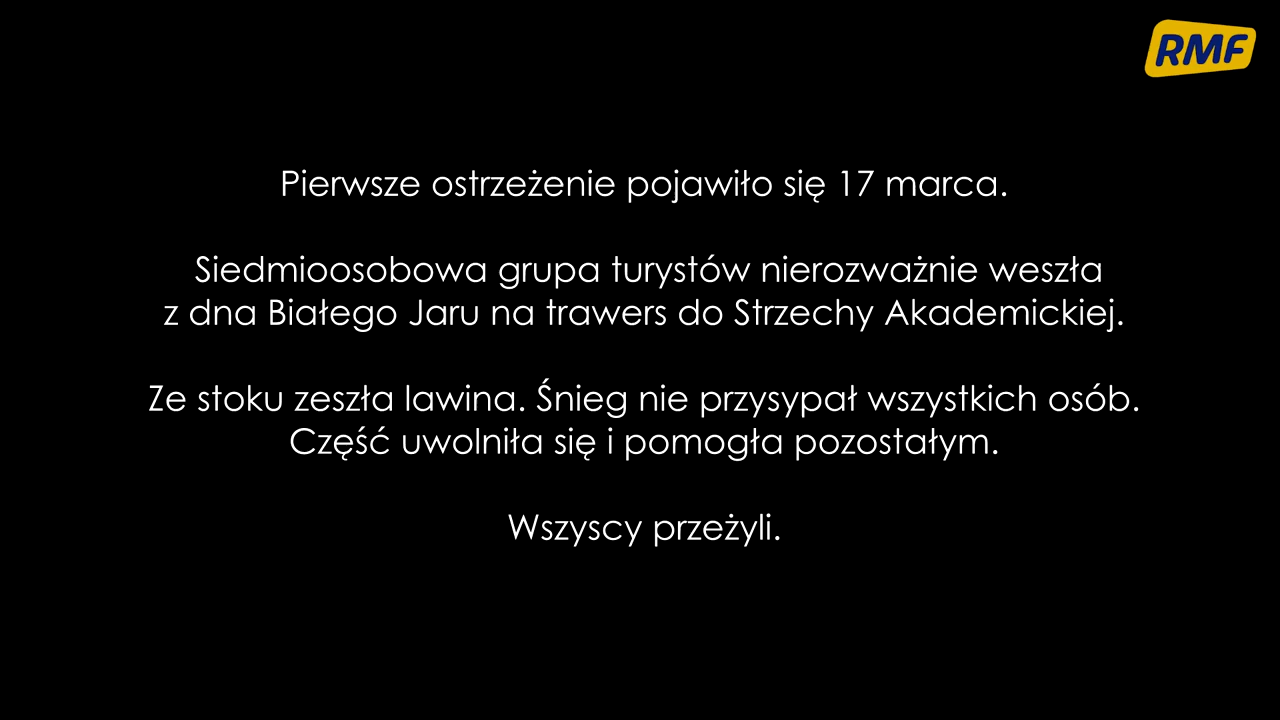 RMF
Pierwsze ostrzeżenie pojawiło się 17 marca.
Siedmioosobowa grupa turystów nierozważnie weszła
z dna Białego Jaru na trawers do Strzechy Akademickiej.
Ze stoku zeszła lawina. Śnieg nie przysypał wszystkich osób.
Część uwolniła się i pomogła pozostałym.
Wszyscy przeżyli.